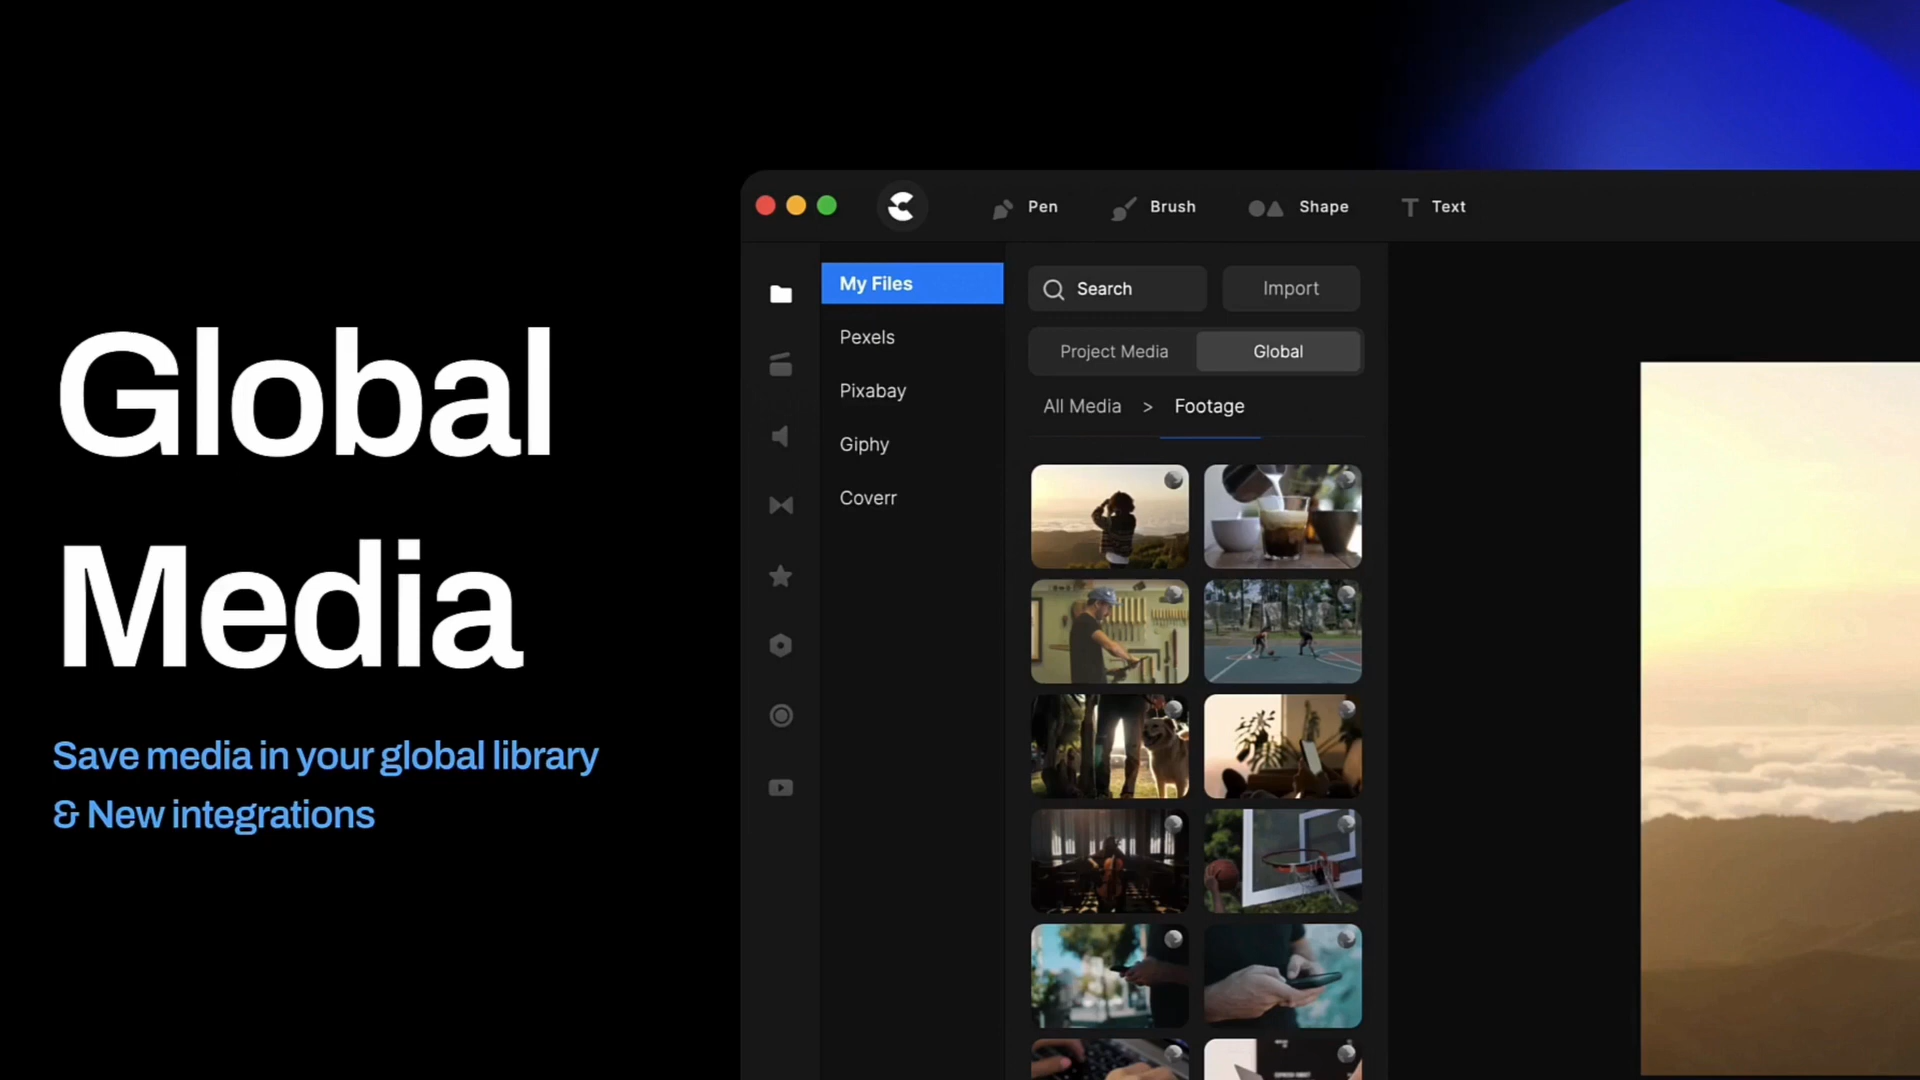 Global
Media
Save media in your global library
& New integrations
Pen
Brush
Shape
Text
My Files
Pexels
Pixabay
Giphy
Coverr
Search
Import
Project Media
Global
All Media > Footage